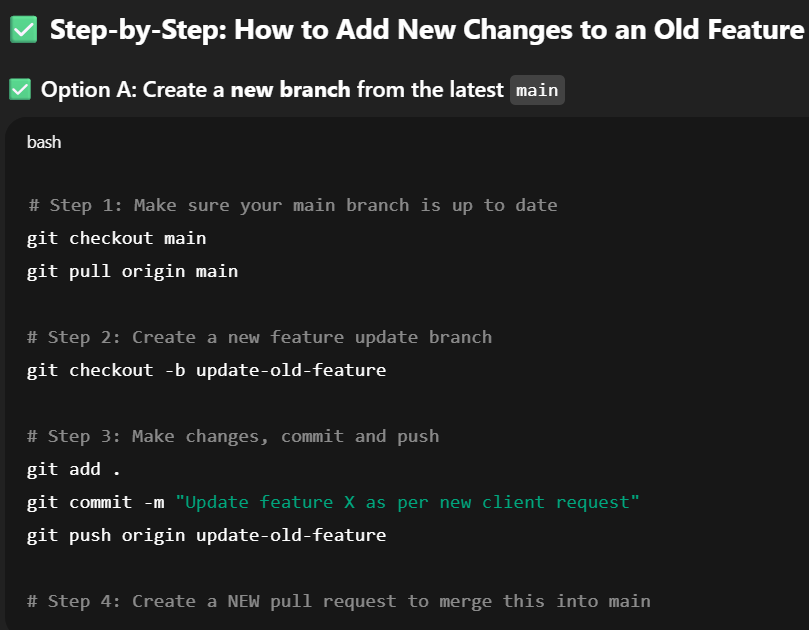 ✅ Step-by-Step: How to Add New Changes to an Old Feature
✅ Option A: Create a new branch from the latest main
bash
# Step 1: Make sure your main branch is up to date
git checkout main
git pull origin main
# Step 2: Create a new feature update branch
git checkout -b update-old-feature
# Step 3: Make changes, commit and push
git add .
git commit -m "Update feature X as per new client request"
git push origin update-old-feature
# Step 4: Create a NEW pull request to merge this into main